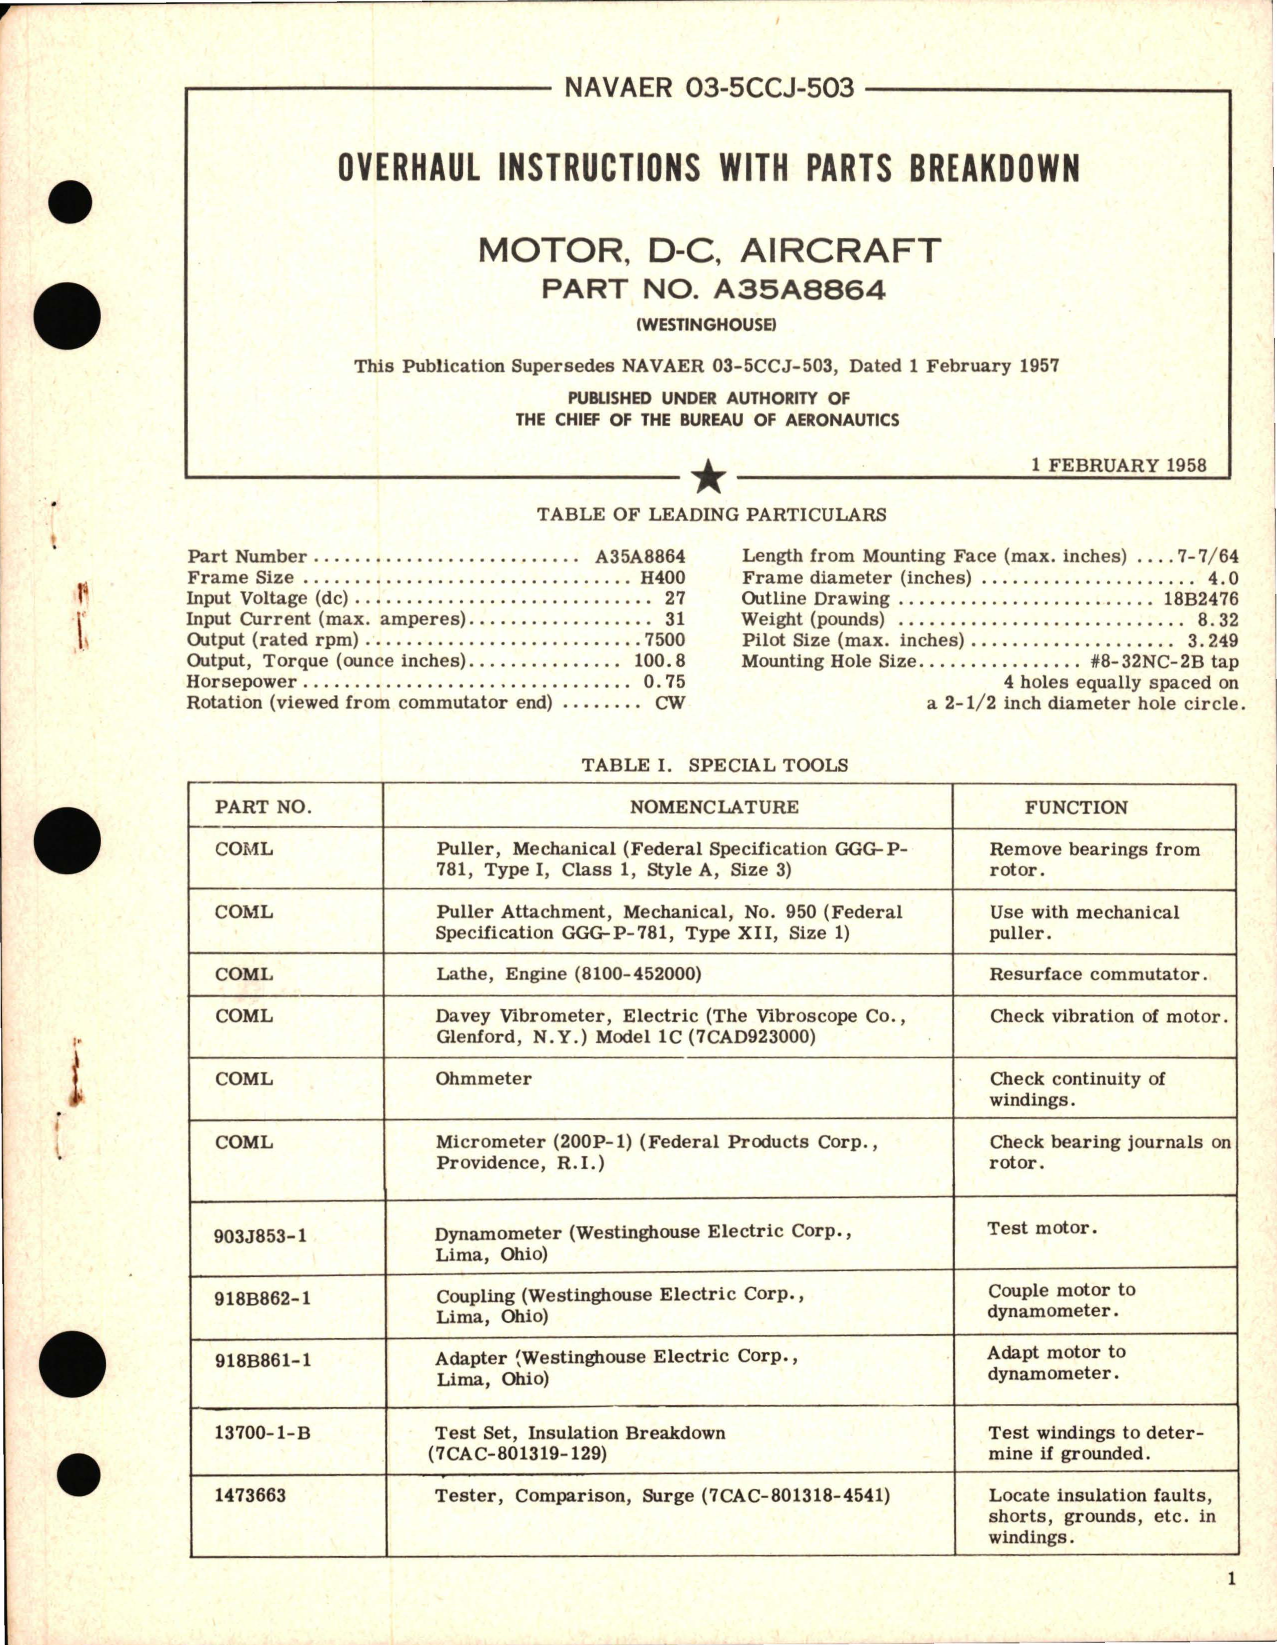 NAVAER 03-5CCJ-503
OVERHAUL INSTRUCTIONS WITH PARTS BREAKDOWN
MOTOR, D-C, AIRCRAFT
PART NO. A35A8864
(WESTINGHOUSE)
This Publication Supersedes NAVAER 03-5CCJ-503, Dated 1 February 1957
PUBLISHED UNDER AUTHORITY OF
THE CHIEF OF THE BUREAU OF AERONAUTICS
1 FEBRUARY 1958
TABLE OF LEADING PARTICULARS
Part Number .......................... A35A8864
Frame Size ................................ H400
Input Voltage (dc) ............................. 27
Input Current (max. amperes).................. 31
Output (rated rpm) ...........................7500
Output, Torque (ounce inches)............... 100.8
Horsepower ................................ 0.75
Rotation (viewed from commutator end) ........ CW
Length from Mounting Face (max. inches) ....7-7/64
Frame diameter (inches) ..................... 4.0
Outline Drawing ......................... 18B2476
Weight (pounds) ............................ 8.32
Pilot Size (max. inches).................... 3.249
Mounting Hole Size................ #8-32NC-2B tap
4 holes equally spaced on
a 2-1/2 inch diameter hole circle.
TABLE I. SPECIAL TOOLS
PART NO. NOMENCLATURE FUNCTION
COML Puller, Mechanical (Federal Specification GGG-P- Remove bearings from
781, Type I, Class 1, Style A, Size 3) rotor.
COML Puller Attachment, Mechanical, No. 950 (Federal Use with mechanical
Specification GGG-P-781, Type XII, Size 1) puller.
COML Lathe, Engine (8100-452000) Resurface commutator.
COML Davey Vibrometer, Electric (The Vibroscope Co., Check vibration of motor.
Glenford, N.Y.) Model 1C (7CAD923000)
COML Ohmmeter Check continuity of
windings.
COML Micrometer (200P-1) (Federal Products Corp., Check bearing journals on
Providence, R.I.) rotor.
903J853-1 Dynamometer (Westinghouse Electric Corp., Test motor.
Lima, Ohio)
918B862-1 Coupling (Westinghouse Electric Corp., Couple motor to
Lima, Ohio) dynamometer.
918B861-1 Adapter (Westinghouse Electric Corp., Adapt motor to
Lima, Ohio) dynamometer.
13700-1-B Test Set, Insulation Breakdown Test windings to deter-
(7CAC-801319-129) mine if grounded.
1473663 Tester, Comparison, Surge (7CAC-801318-4541) Locate insulation faults,
shorts, grounds, etc. in
windings.
1